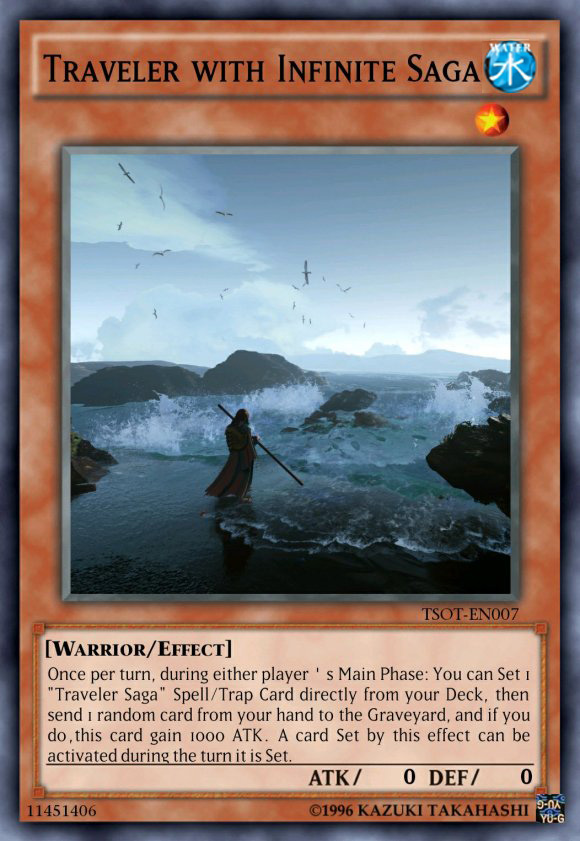 Traveler with Infinite Saga
WATER
水
TSOT-EN007
[Warrior/Effect]
Once per turn, during either player ' s Main Phase: You can Set 1
"Traveler Saga" Spell/Trap Card directly from your Deck, then
send 1 random card from your hand to the Graveyard, and if you
do,this card gain 1000 ATK. A card Set by this effect can be
activated during the turn it is Set.
ATK/ 0 DEF/ 0
11451406 ©1996 KAZUKI TAKAHASHI
YU-G
YU-G